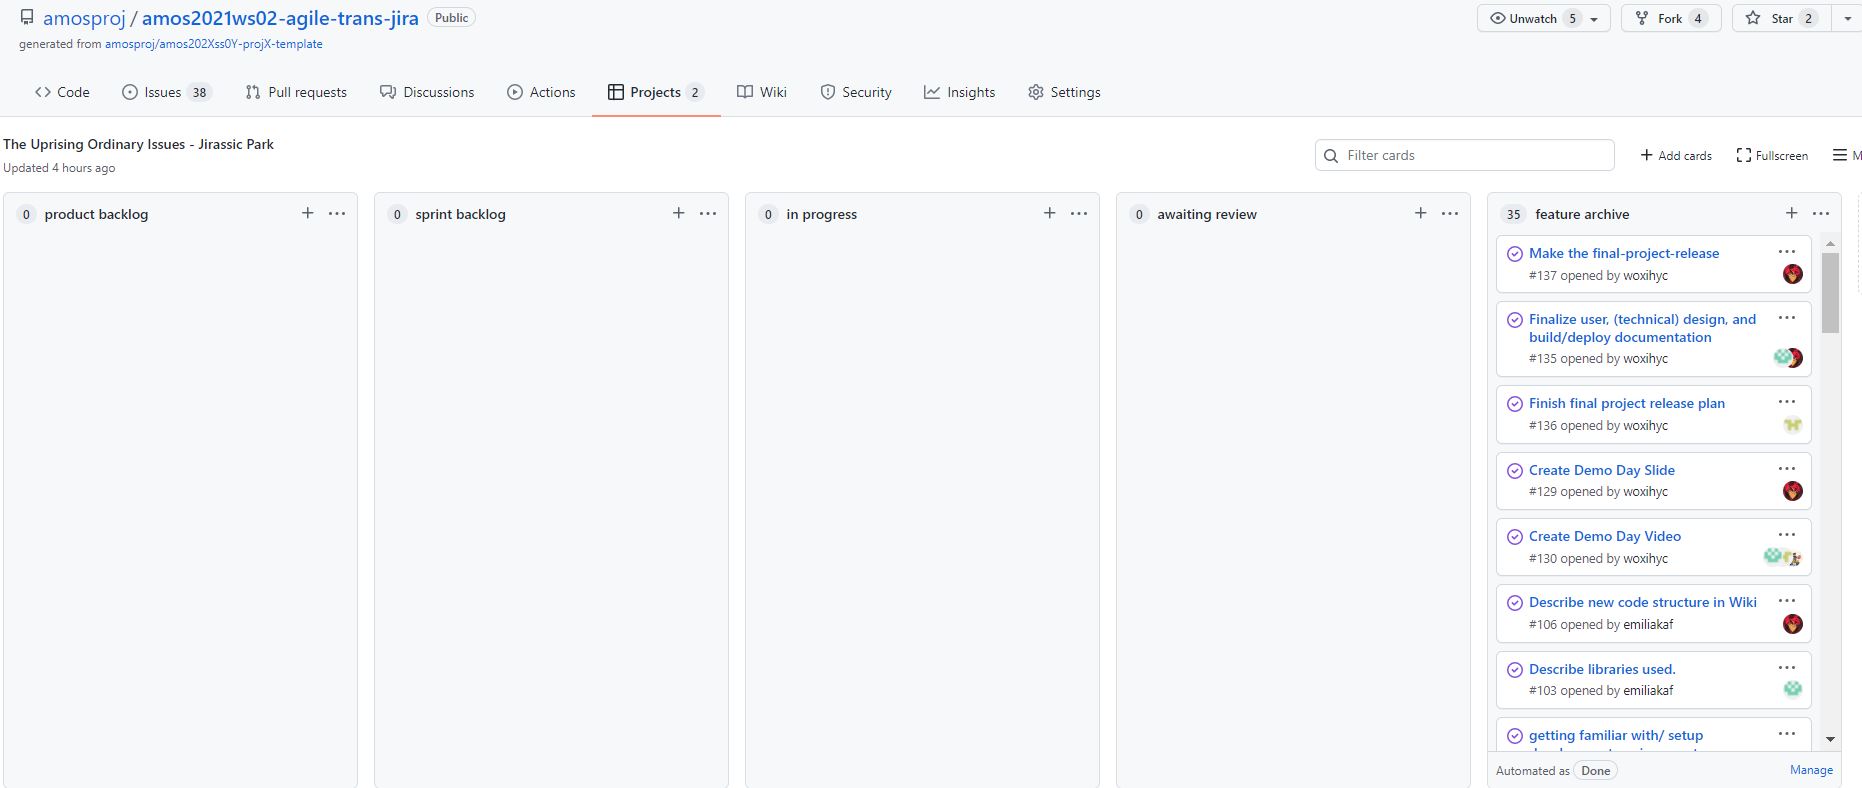 amosproj / amos2021ws02-agile-trans-jira Public
Unwatch 5 Fork 4 Star 2
generated from amosproj/amos202Xss0Y-projX-template
Code Issues 38 Pull requests Discussions Actions Projects 2 Wiki Security Insights Settings
The Uprising Ordinary Issues - Jirassic Park
Updated 4 hours ago
Filter cards
Add cards Fullscreen M
0 product backlog
0 sprint backlog
0 in progress
0 awaiting review
35 feature archive
Make the final-project-release
#137 opened by woxihyc
Finalize user, (technical) design, and
build/deploy documentation
#135 opened by woxihyc
Finish final project release plan
#136 opened by woxihyc
Create Demo Day Slide
#129 opened by woxihyc
Create Demo Day Video
#130 opened by woxihyc
Describe new code structure in Wiki
#106 opened by emiliakaf
Describe libraries used.
#103 opened by emiliakaf
getting familiar with/ setup
Automated as Done Manage